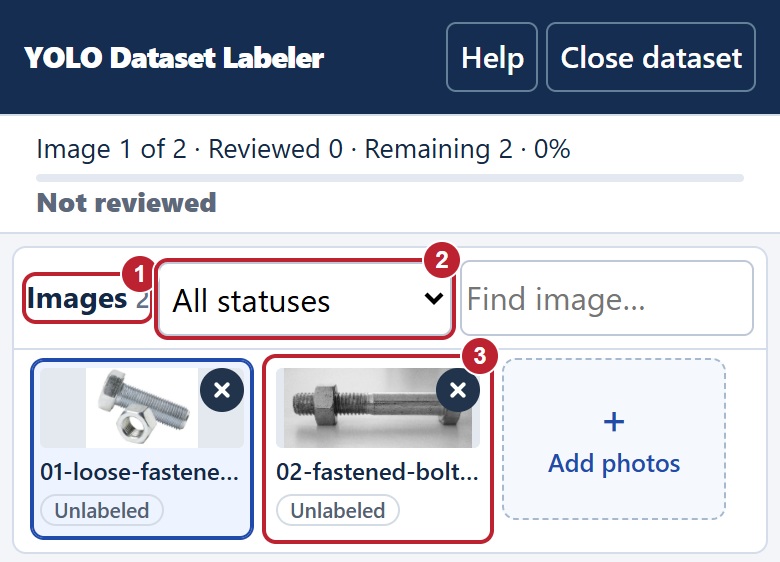 YOLO Dataset Labeler
Help
Close dataset
Image 1 of 2 · Reviewed 0 · Remaining 2 · 0%
Not reviewed
1
Images 2
2
All statuses
Find image...
3
01-loose-fastene...
Unlabeled
02-fastened-bolt...
Unlabeled
+
Add photos